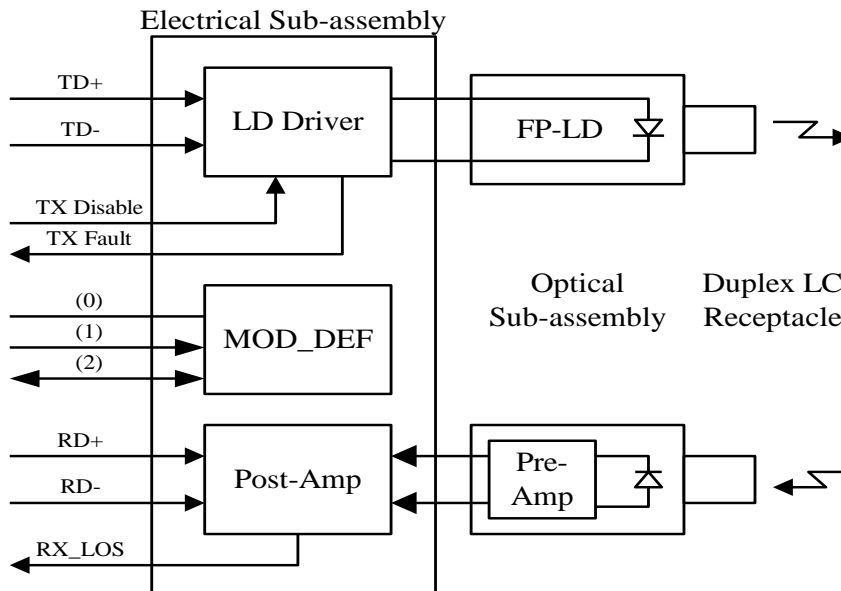 Electrical Sub-assembly
TD+
LD Driver
FP-LD
TD-
TX Disable
TX Fault
Optical
Sub-assembly
Duplex LC
Receptacle
(0)
(1)
MOD_DEF
(2)
RD+
Post-Amp
Pre-
Amp
RD-
RX_LOS